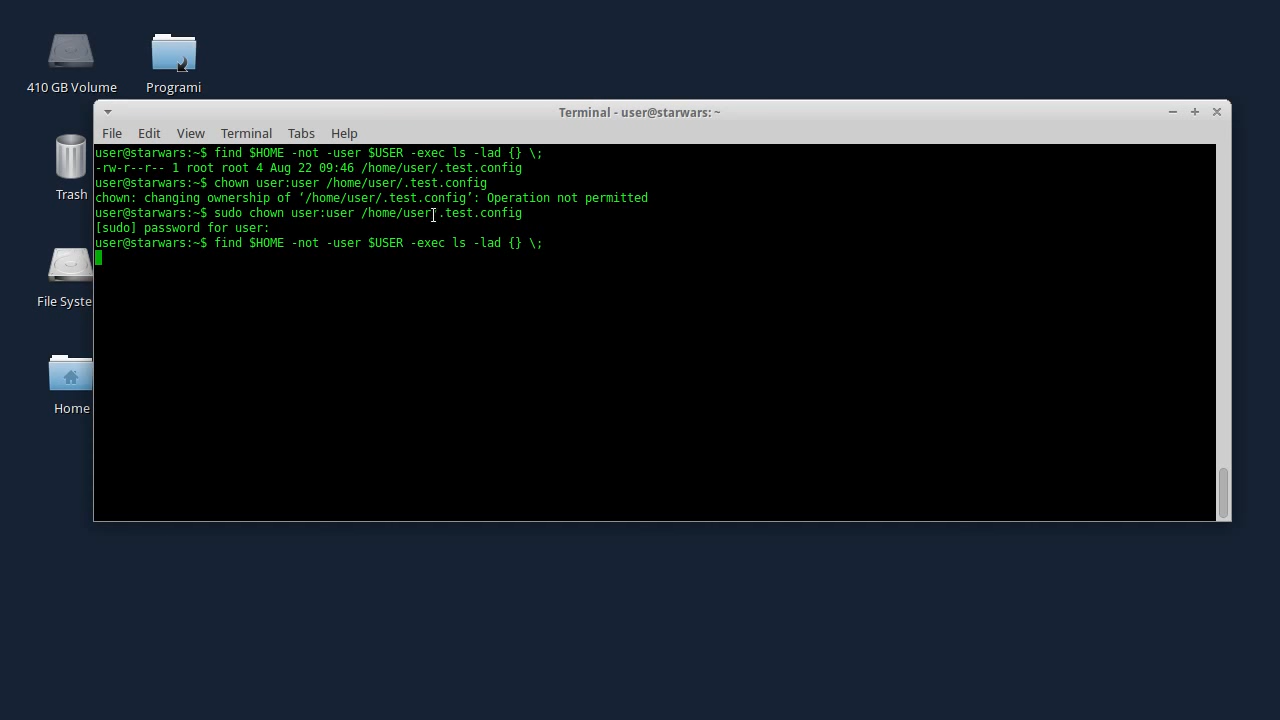 410 GB Volume
Programi
Terminal - user@starwars: ~
File Edit View Terminal Tabs Help
user@starwars:~$ find $HOME -not -user $USER -exec ls -lad {} \;
-rw-r--r-- 1 root root 4 Aug 22 09:46 /home/user/.test.config
user@starwars:~$ chown user:user /home/user/.test.config
chown: changing ownership of ‘/home/user/.test.config’: Operation not permitted
user@starwars:~$ sudo chown user:user /home/user/.test.config
[sudo] password for user:
user@starwars:~$ find $HOME -not -user $USER -exec ls -lad {} \;
Trash
File Syste
Home